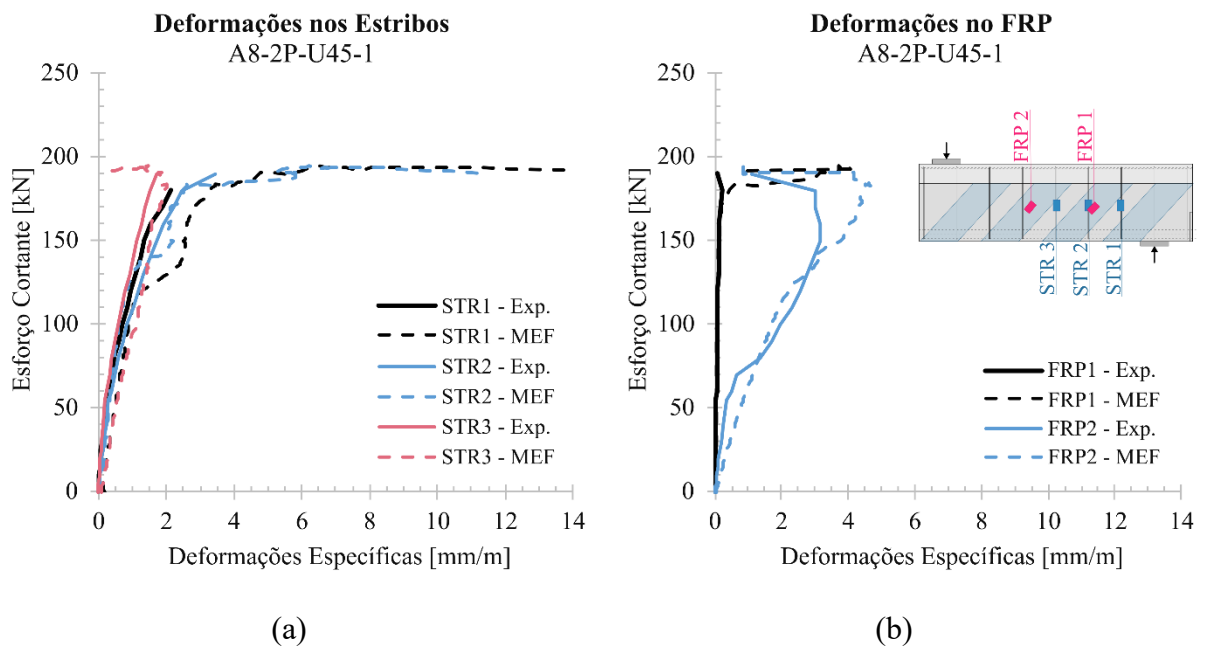 Deformações nos Estribos
A8-2P-U45-1
250
200
150
100
50
0
Esforço Cortante [kN]
STR1 - Exp.
STR1 - MEF
STR2 - Exp.
STR2 - MEF
STR3 - Exp.
STR3 - MEF
0 2 4 6 8 10 12 14
Deformações Específicas [mm/m]
(a)
Deformações no FRP
A8-2P-U45-1
250
200
150
100
50
0
Esforço Cortante [kN]
FRP 2
FRP 1
STR 3
STR 2
STR 1
FRP1 - Exp.
FRP1 - MEF
FRP2 - Exp.
FRP2 - MEF
0 2 4 6 8 10 12 14
Deformações Específicas [mm/m]
(b)